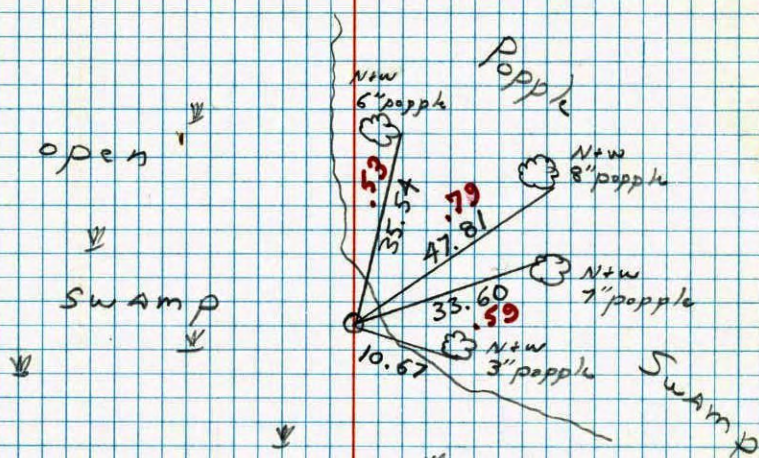 Popple
N+W
6" popple
open
.53
35.54
N+W
8" popple
.79
47.81
N+W
7" popple
Swamp
33.60
.59
N+W
3" popple
10.67
Swamp